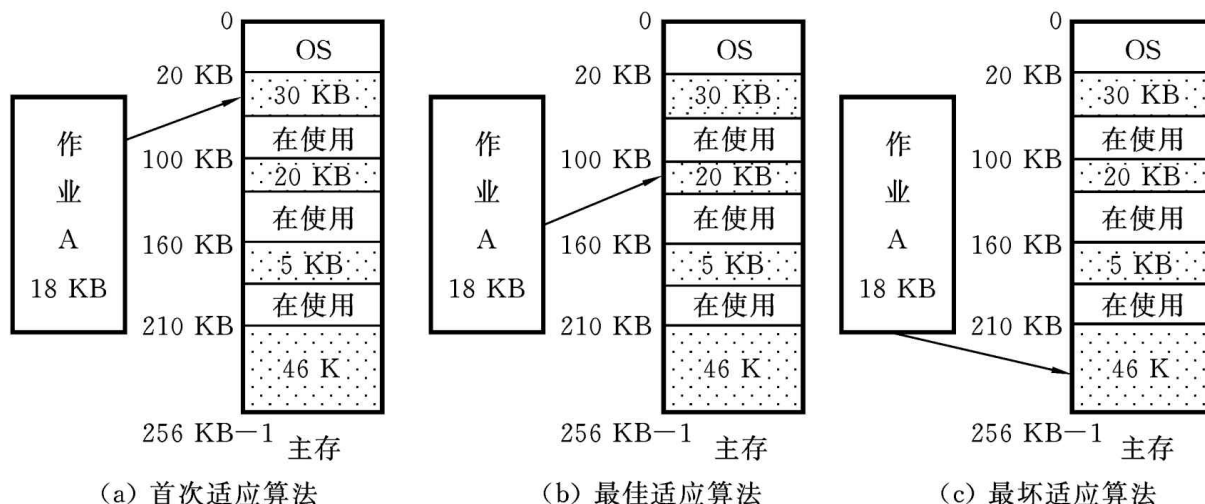 0
OS
20 KB
30 KB
在使用
100 KB
20 KB
在使用
160 KB
5 KB
在使用
210 KB
46 K
256 KB－1
主存
作
业
A
18 KB
(a) 首次适应算法
0
OS
20 KB
30 KB
在使用
100 KB
20 KB
在使用
160 KB
5 KB
在使用
210 KB
46 K
256 KB－1
主存
作
业
A
18 KB
(b) 最佳适应算法
0
OS
20 KB
30 KB
在使用
100 KB
20 KB
在使用
160 KB
5 KB
在使用
210 KB
46 K
256 KB－1
主存
作
业
A
18 KB
(c) 最坏适应算法